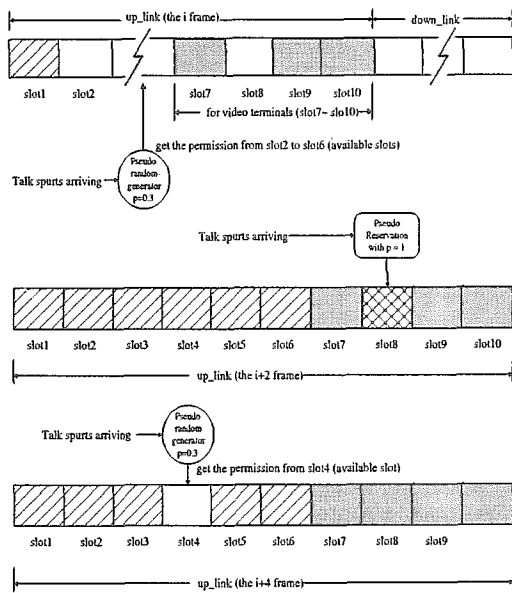 up_link (the i frame)
down_link
slot1 slot2 slot7 slot8 slot9 slot10
for video terminals (slot7~ slo10)
get the permission from slot2 to slot6 (available slots)
Talk spurts arriving
Pseudo
random-
generator
p=0.3
Talk spurts arriving
Pseudo
Reservation
with p = 1
slot1 slot2 slot3 slot4 slot5 slot6 slot7 slot8 slot9 slot10
up_link (the i+2 frame)
Talk spurts arriving
Pseudo
random
generator
p=0.3
get the permission from slot4 (available slot)
slot1 slot2 slot3 slot4 slot5 slot6 slot7 slot8 slot9
up_link (the i+4 frame)